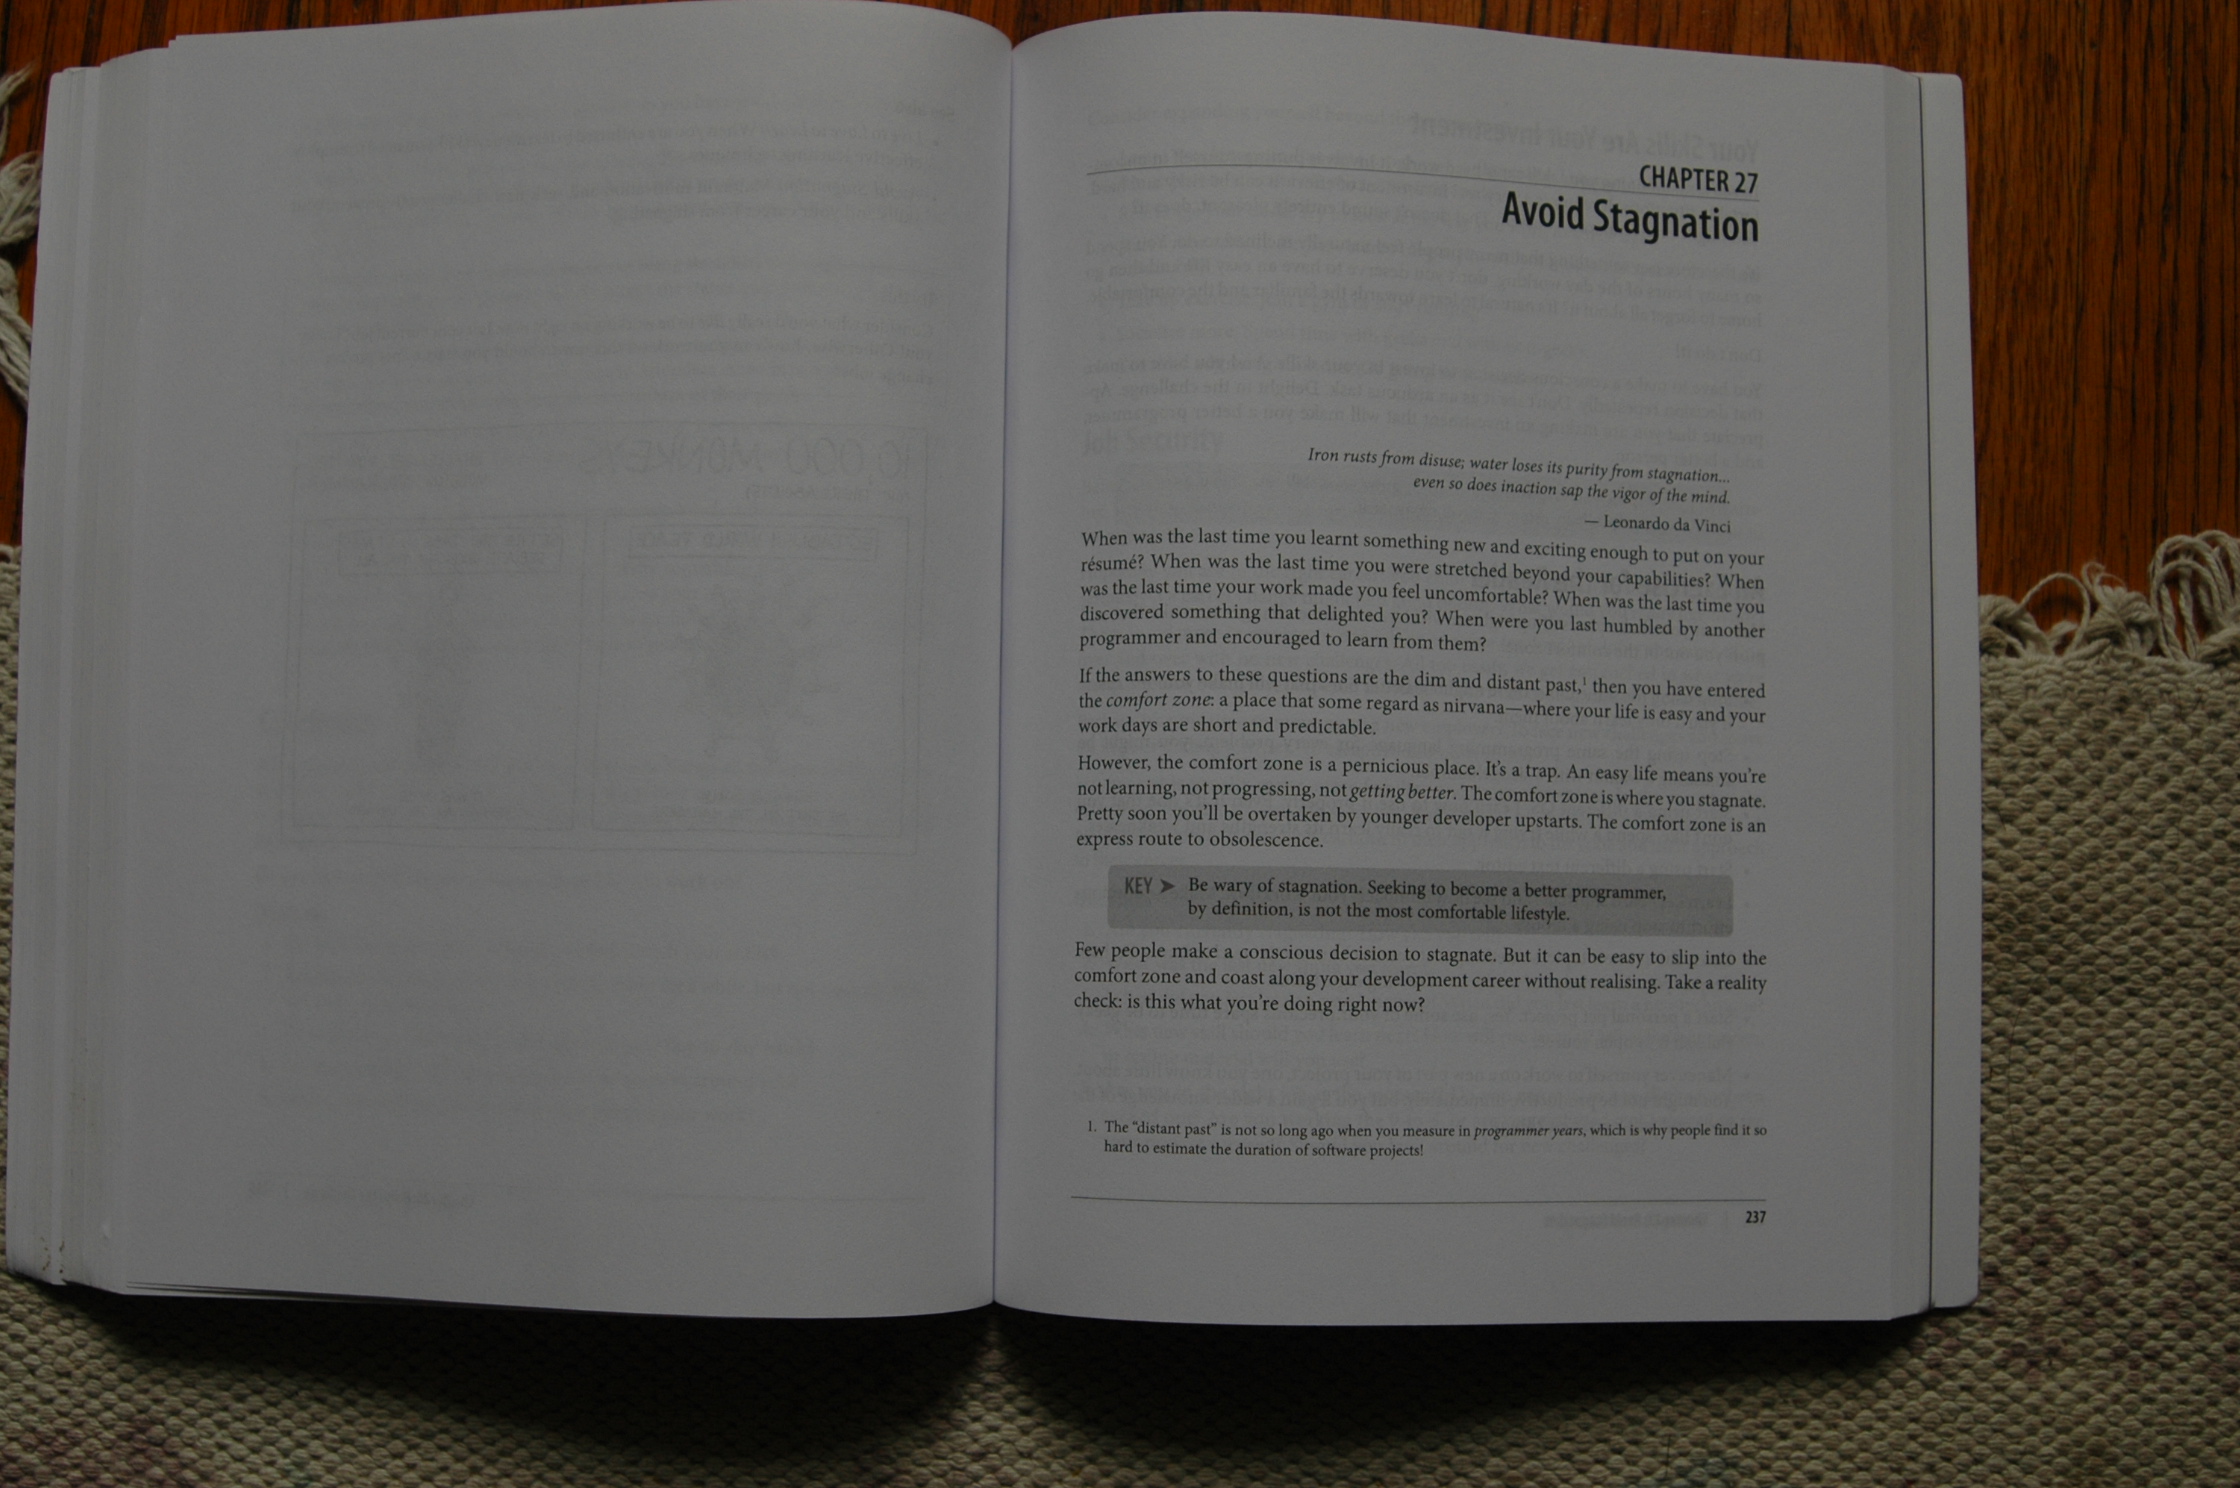 CHAPTER 27
Avoid Stagnation
Iron rusts from disuse; water loses its purity from stagnation...
even so does inaction sap the vigor of the mind.
— Leonardo da Vinci
When was the last time you learnt something new and exciting enough to put on your
résumé? When was the last time you were stretched beyond your capabilities? When
was the last time your work made you feel uncomfortable? When was the last time you
discovered something that delighted you? When were you last humbled by another
programmer and encouraged to learn from them?
If the answers to these questions are the dim and distant past,¹ then you have entered
the comfort zone: a place that some regard as nirvana—where your life is easy and your
work days are short and predictable.
However, the comfort zone is a pernicious place. It's a trap. An easy life means you're
not learning, not progressing, not getting better. The comfort zone is where you stagnate.
Pretty soon you'll be overtaken by younger developer upstarts. The comfort zone is an
express route to obsolescence.
KEY ➤ Be wary of stagnation. Seeking to become a better programmer,
by definition, is not the most comfortable lifestyle.
Few people make a conscious decision to stagnate. But it can be easy to slip into the
comfort zone and coast along your development career without realising. Take a reality
check: is this what you're doing right now?
1. The "distant past" is not so long ago when you measure in programmer years, which is why people find it so
hard to estimate the duration of software projects!
237